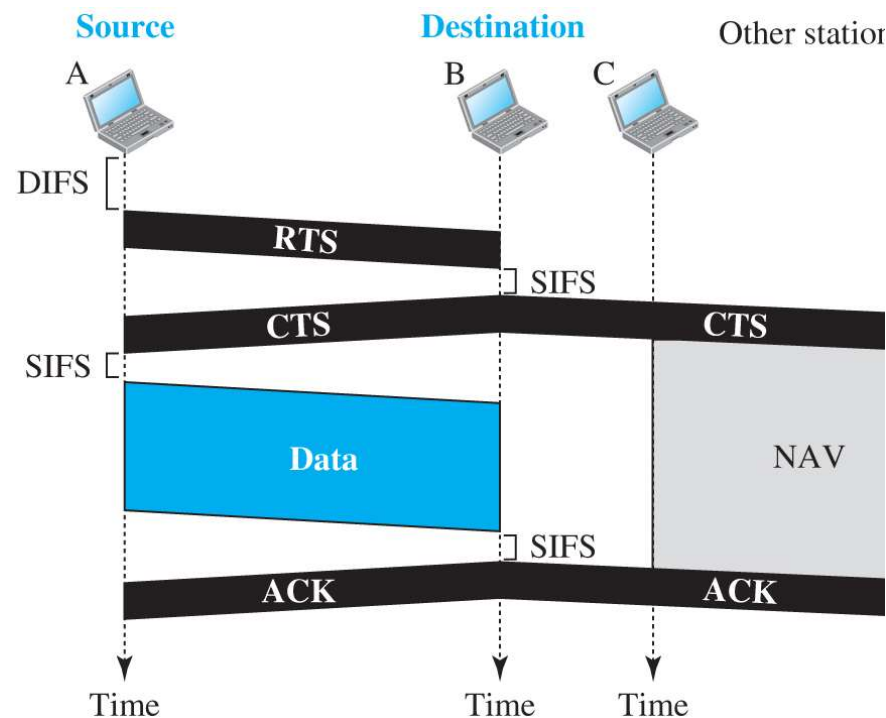 Source Destination Other station
A B C
DIFS
RTS
SIFS
CTS CTS
SIFS
Data NAV
SIFS
ACK ACK
Time Time Time